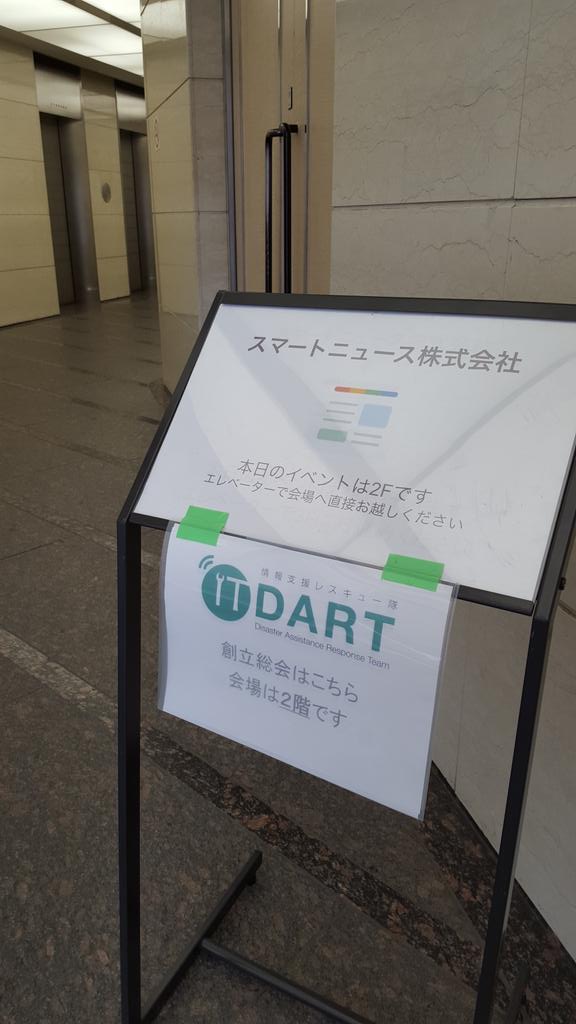 スマートニュース株式会社
本日のイベントは2Fです
エレベーターで会場へ直接お越しください
情報支援レスキュー隊
IT DART
Disaster Assistance Response Team
創立総会はこちら
会場は2階です